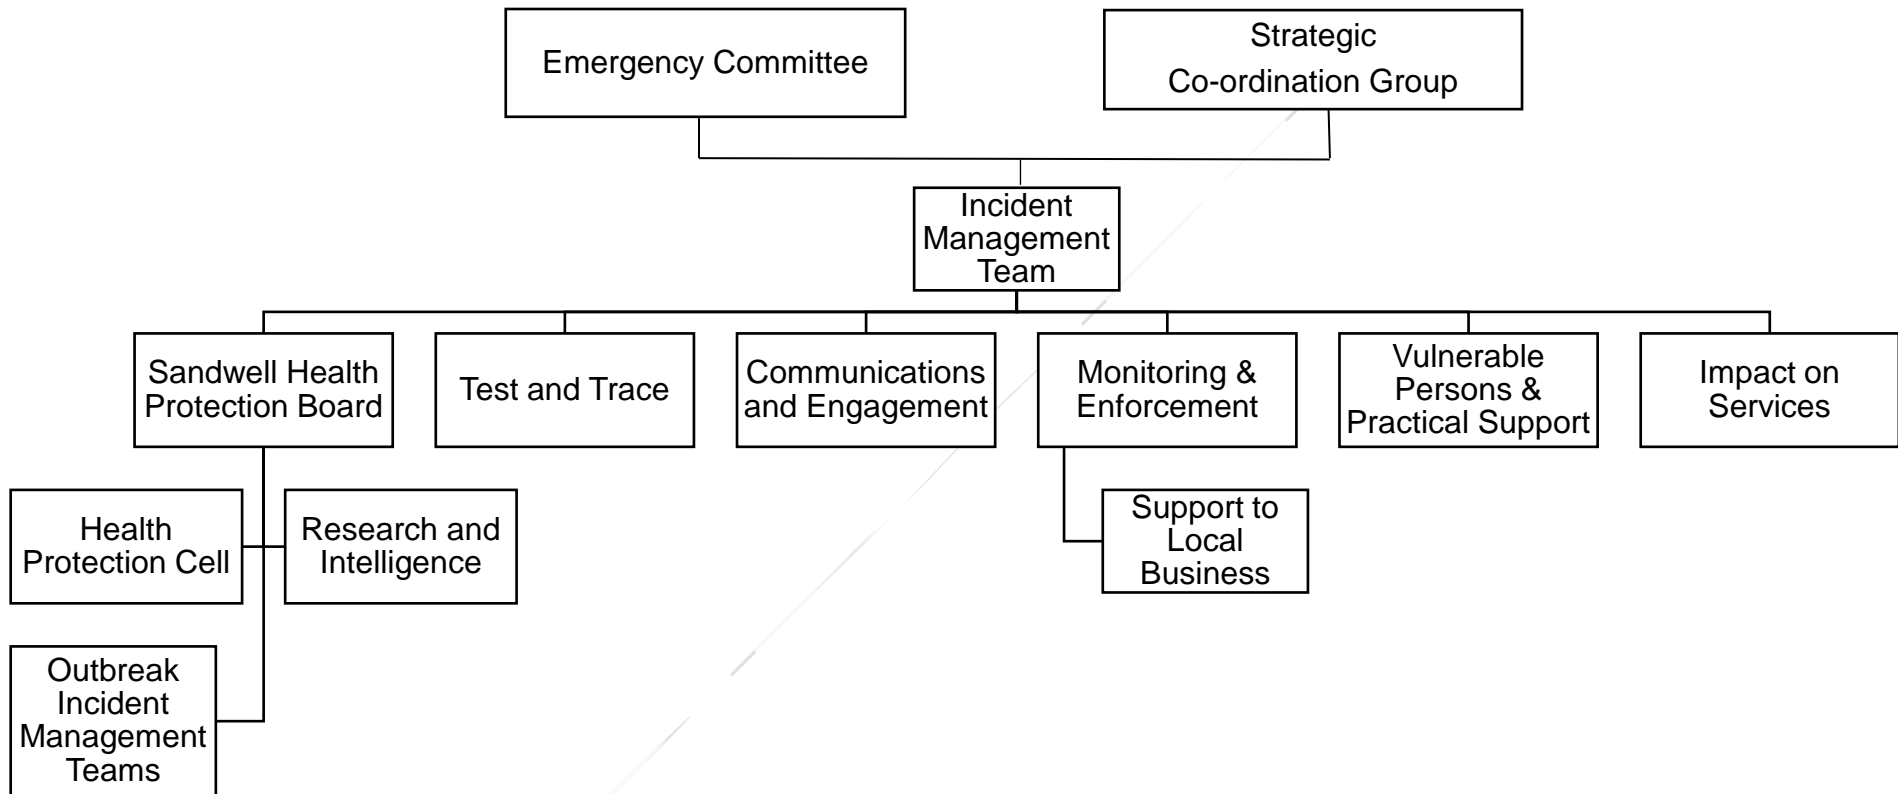 Emergency Committee
Strategic
Co-ordination Group
Incident
Management
Team
Sandwell Health
Protection Board
Test and Trace
Communications
and Engagement
Monitoring &
Enforcement
Vulnerable
Persons &
Practical Support
Impact on
Services
Health
Protection Cell
Research and
Intelligence
Support to
Local
Business
Outbreak
Incident
Management
Teams